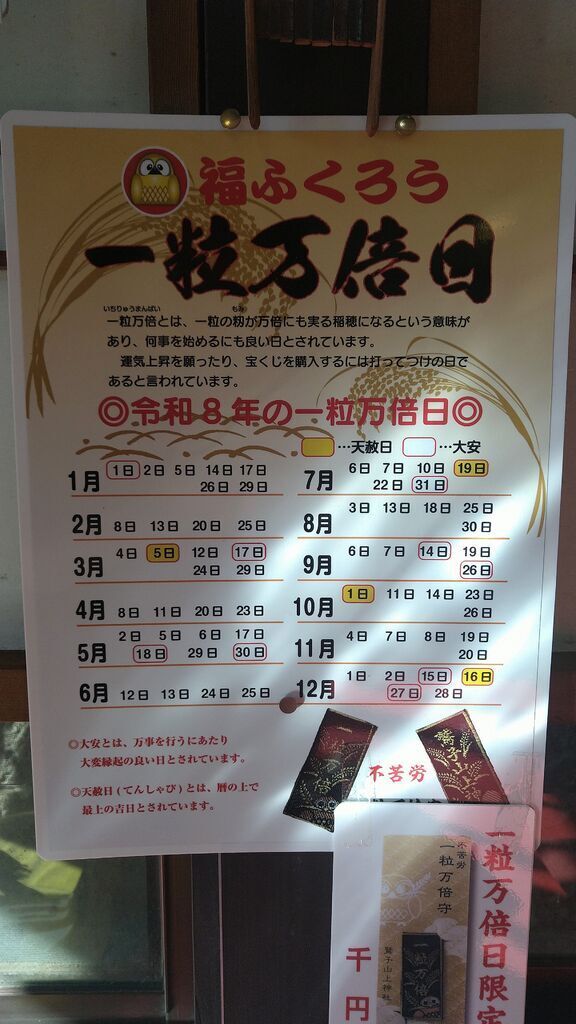 福ふくろう
一粒万倍日
いちりゅうまんばい
もみ
一粒万倍とは、一粒の籾が万倍にも実る稲穂になるという意味が
あり、何事を始めるにも良い日とされています。
運気上昇を願ったり、宝くじを購入するには打ってつけの日で
あると言われています。
◎令和8年の一粒万倍日◎
…天赦日 …大安
1月 1日 2日 5日 14日 17日
26日 29日
2月 8日 13日 20日 25日
3月 4日 5日 12日 17日
24日 29日
4月 8日 11日 20日 23日
5月 2日 5日 6日 17日
18日 29日 30日
6月 12日 13日 24日 25日
7月 6日 7日 10日 19日
22日 31日
8月 3日 13日 18日 25日
30日
9月 6日 7日 14日 19日
26日
10月 1日 11日 14日 23日
26日
11月 4日 7日 8日 19日
20日
12月 1日 2日 15日 16日
27日 28日
◎大安とは、万事を行うにあたり
大変縁起の良い日とされています。
◎天赦日(てんしゃび)とは、暦の上で
最上の吉日とされています。
不苦労
鷲子山上
一粒万倍日限定
不苦労
一粒万倍守
一粒万倍
鷲子山上神社
千円